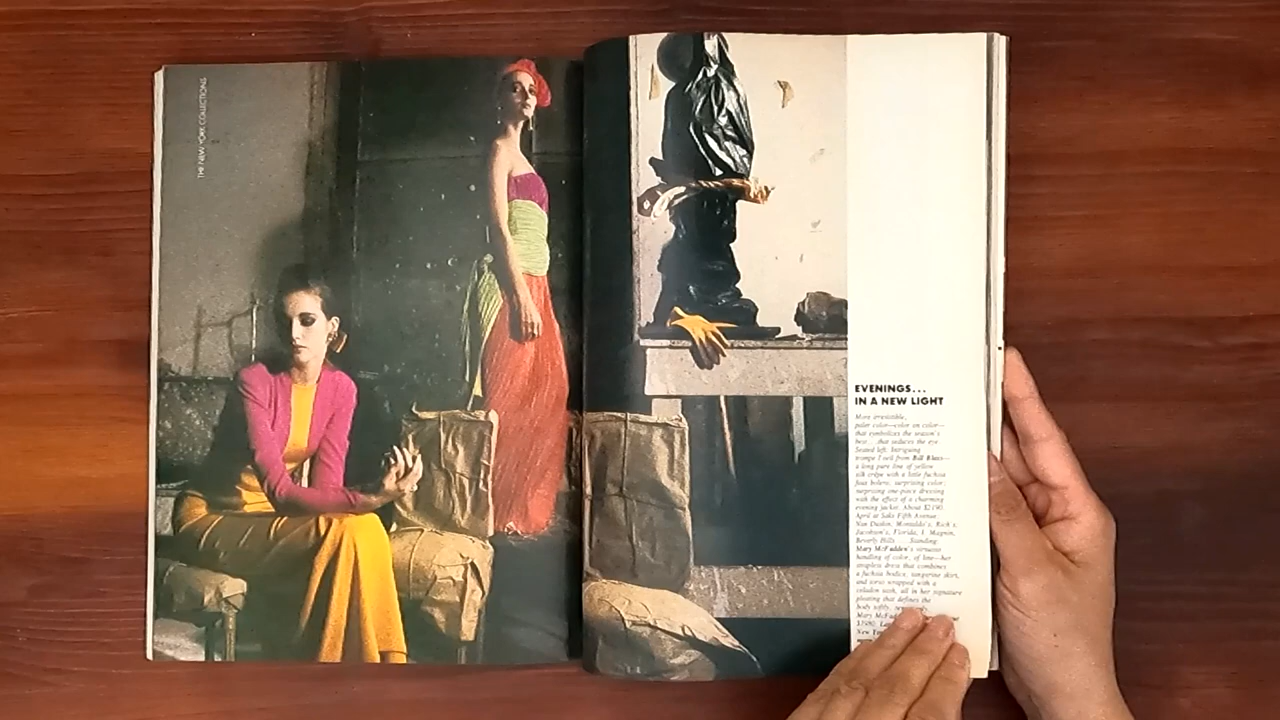 THE NEW YORK COLLECTIONS
EVENINGS...
IN A NEW LIGHT
More irresistible,
paler color—color on color—
that symbolizes the season's
best... that seduces the eye.
Seated left: Intriguing
trompe l'oeil from Bill Blass—
a long pure line of yellow
silk crêpe with a little fuchsia
faux bolero; surprising color;
surprising one-piece dressing
with the effect of a charming
evening jacket. About $2190.
April at Saks Fifth Avenue;
Nan Duskin; Montaldo's; Rich's;
Jacobson's, Florida; I. Magnin,
Beverly Hills... Standing:
Mary McFadden's virtuoso
handling of color, of line—her
strapless dress that combines
a fuchsia bodice, tangerine skirt,
and torso wrapped with a
celadon sash, all in her signature
pleating that defines the
body softly,
Mary McFadden
$1980.
New York